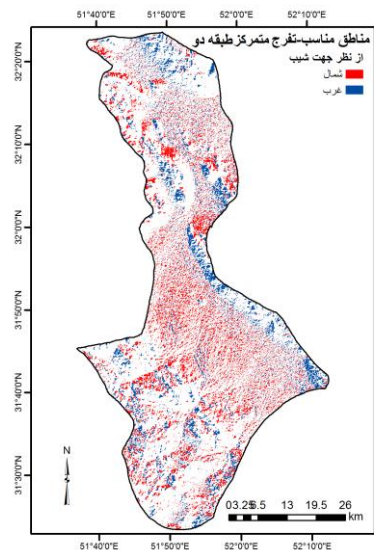 51°40'0"E 51°50'0"E 52°0'0"E 52°10'0"E
مناطق مناسب-تفرج متمرکز طبقه دو
از نظر جهت شیب
شمال
غرب
32°20'0"N
32°10'0"N
32°0'0"N
31°50'0"N
31°40'0"N
31°30'0"N
N
03.256.5 13 19.5 26
km
51°40'0"E 51°50'0"E 52°0'0"E 52°10'0"E